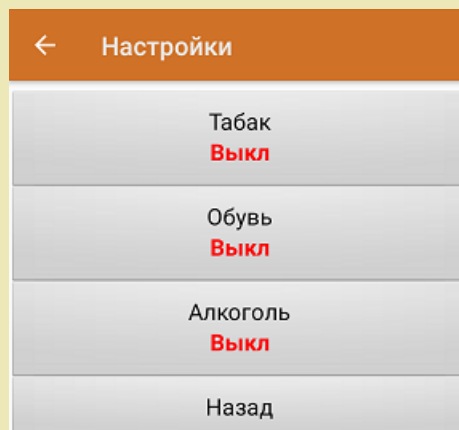 Настройки
Табак
Выкл
Обувь
Выкл
Алкоголь
Выкл
Назад